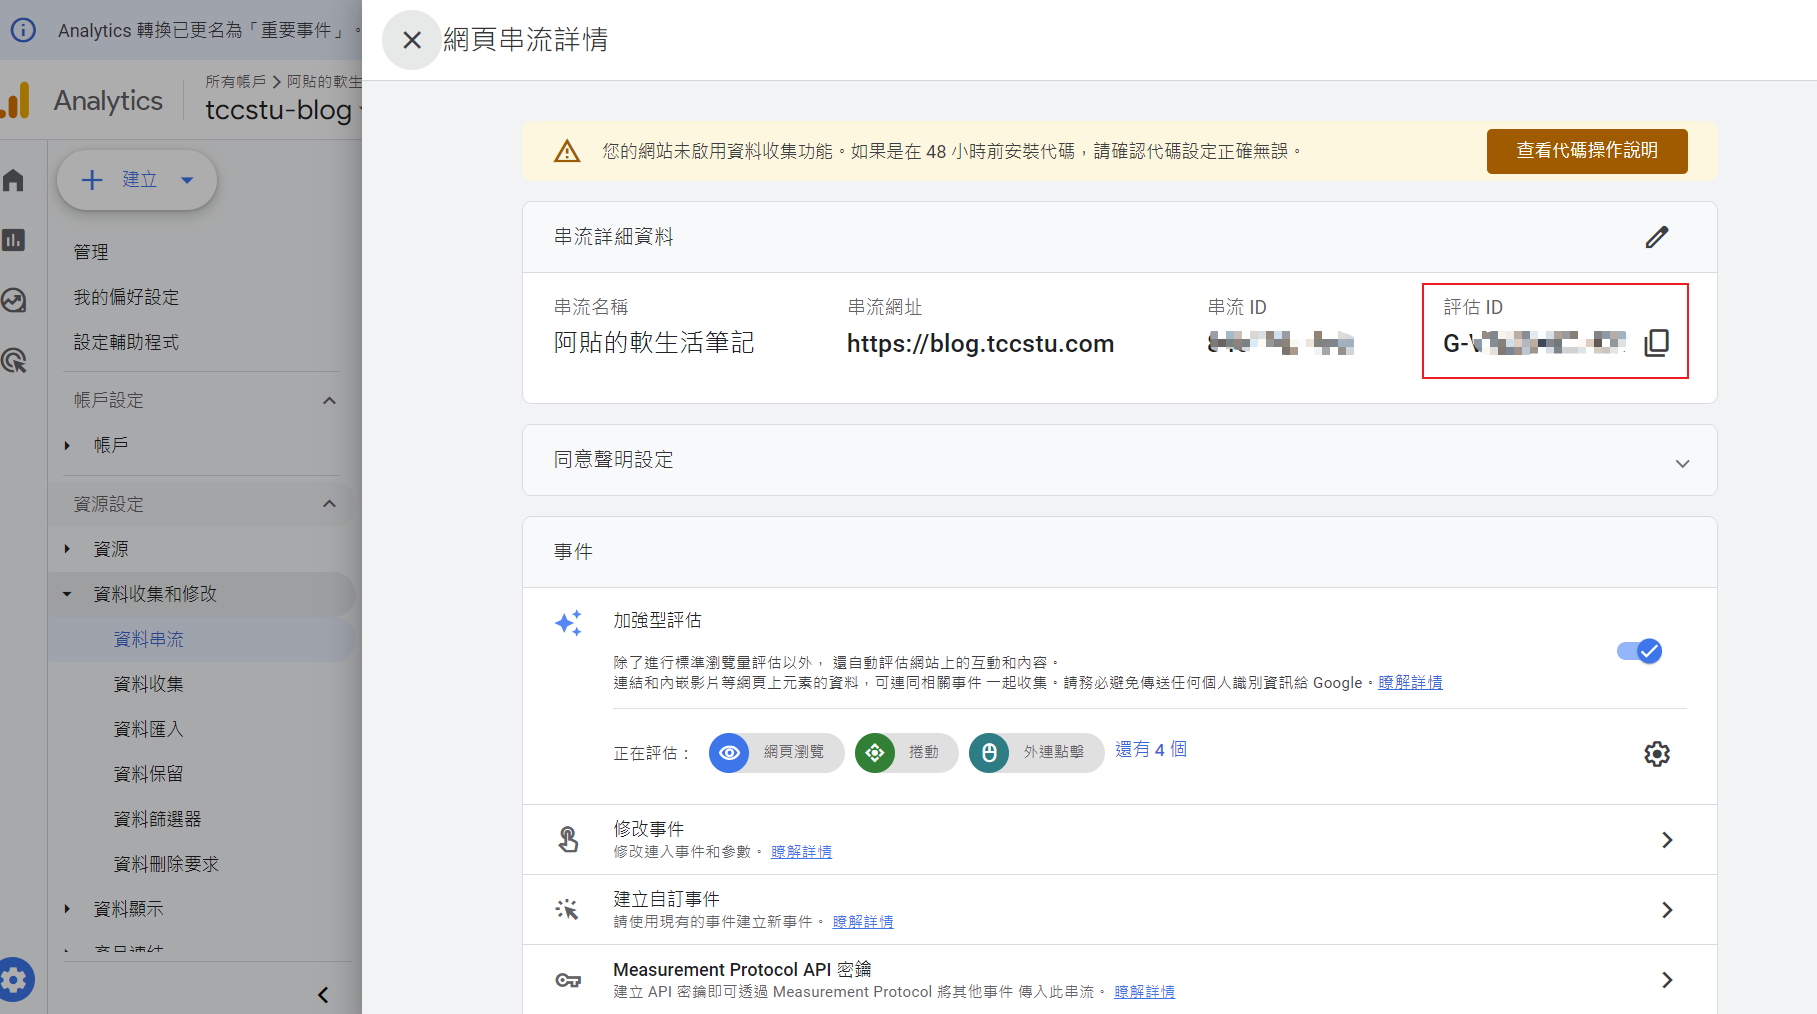 Analytics 轉換已更名為「重要事件」。
Analytics
所有帳戶
阿貼的軟生
tccstu-blog
建立
管理
我的偏好設定
設定輔助程式
帳戶設定
帳戶
資源設定
資源
資料收集和修改
資料串流
資料收集
資料匯入
資料保留
資料篩選器
資料刪除要求
資料顯示
產品連結
網頁串流詳情
您的網站未啟用資料收集功能。如果是在 48 小時前安裝代碼，請確認代碼設定正確無誤。
查看代碼操作說明
串流詳細資料
串流名稱
阿貼的軟生活筆記
串流網址
https://blog.tccstu.com
串流 ID
評估 ID
G-
同意聲明設定
事件
加強型評估
除了進行標準瀏覽量評估以外， 還自動評估網站上的互動和內容。
連結和內嵌影片等網頁上元素的資料，可連同相關事件 一起收集。請務必避免傳送任何個人識別資訊給 Google。瞭解詳情
正在評估：
網頁瀏覽
捲動
外連點擊
還有 4 個
修改事件
修改連入事件和參數。 瞭解詳情
建立自訂事件
請使用現有的事件建立新事件。 瞭解詳情
Measurement Protocol API 密鑰
建立 API 密鑰即可透過 Measurement Protocol 將其他事件 傳入此串流。 瞭解詳情